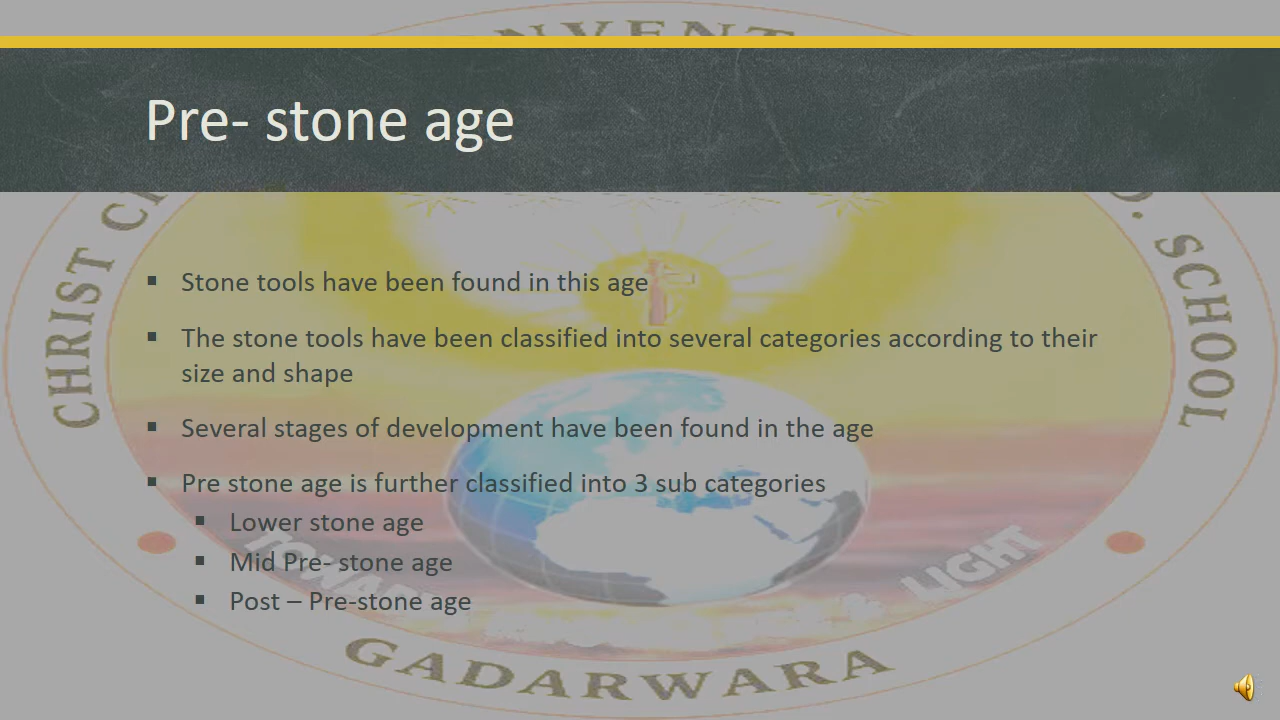 NVENT
Pre- stone age
CHRIST C
. SCHOOL
▪ Stone tools have been found in this age
▪ The stone tools have been classified into several categories according to their
size and shape
▪ Several stages of development have been found in the age
▪ Pre stone age is further classified into 3 sub categories
▪ Lower stone age
▪ Mid Pre- stone age
▪ Post – Pre-stone age
TOWAR
LIGHT
GADARWARA